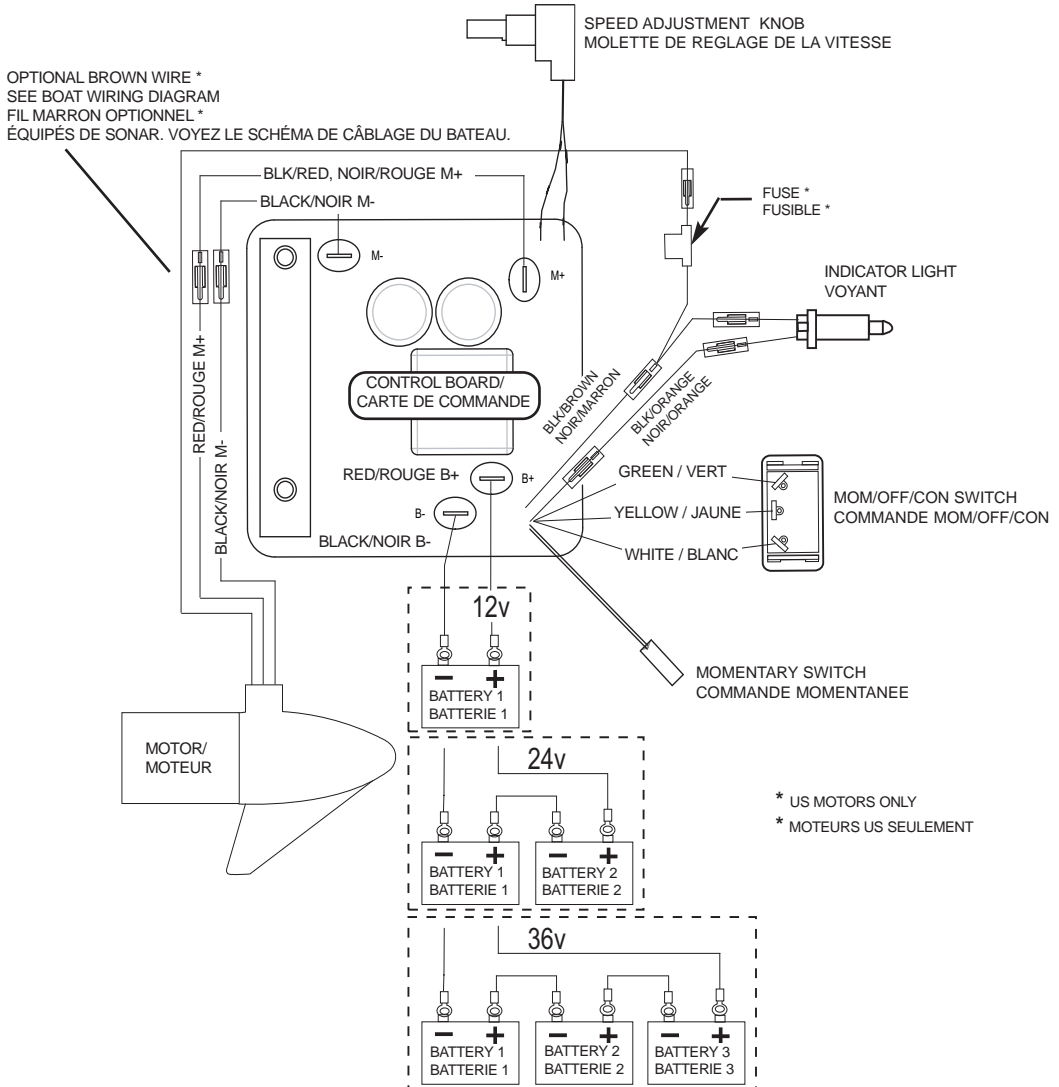 SPEED ADJUSTMENT KNOB
MOLETTE DE REGLAGE DE LA VITESSE
OPTIONAL BROWN WIRE *
SEE BOAT WIRING DIAGRAM
FIL MARRON OPTIONNEL *
ÉQUIPÉS DE SONAR. VOYEZ LE SCHÉMA DE CÂBLAGE DU BATEAU.
BLK/RED, NOIR/ROUGE M+
BLACK/NOIR M-
FUSE *
FUSIBLE *
M-
M+
INDICATOR LIGHT
VOYANT
RED/ROUGE M+
BLACK/NOIR M-
CONTROL BOARD/
CARTE DE COMMANDE
BLK/BROWN
NOIR/MARRON
BLK/ORANGE
NOIR/ORANGE
RED/ROUGE B+
B+
B-
BLACK/NOIR B-
GREEN / VERT
YELLOW / JAUNE
WHITE / BLANC
MOM/OFF/CON SWITCH
COMMANDE MOM/OFF/CON
12v
MOMENTARY SWITCH
COMMANDE MOMENTANEE
- +
BATTERY 1
BATTERIE 1
MOTOR/
MOTEUR
24v
- +
BATTERY 1
BATTERIE 1
- +
BATTERY 2
BATTERIE 2
* US MOTORS ONLY
* MOTEURS US SEULEMENT
36v
- +
BATTERY 1
BATTERIE 1
- +
BATTERY 2
BATTERIE 2
- +
BATTERY 3
BATTERIE 3